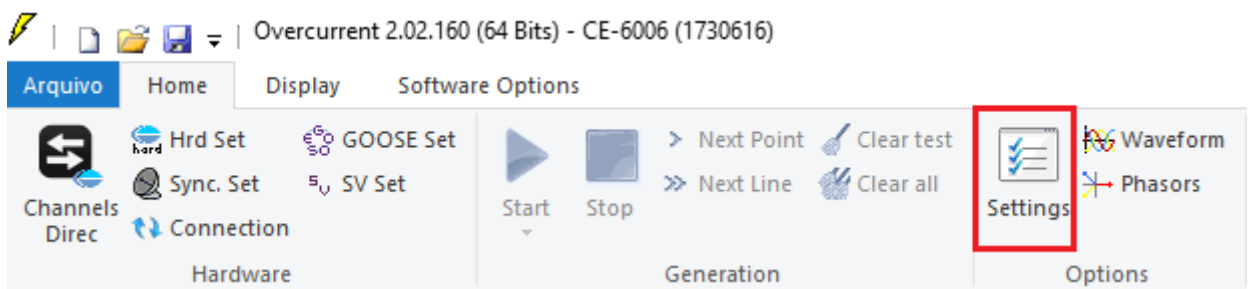 Overcurrent 2.02.160 (64 Bits) - CE-6006 (1730616)
Arquivo Home Display Software Options
Hrd Set GOOSE Set Next Point Clear test Waveform
Sync. Set SV Set Next Line Clear all Phasors
Channels Direc Connection Start Stop Settings
Hardware Generation Options